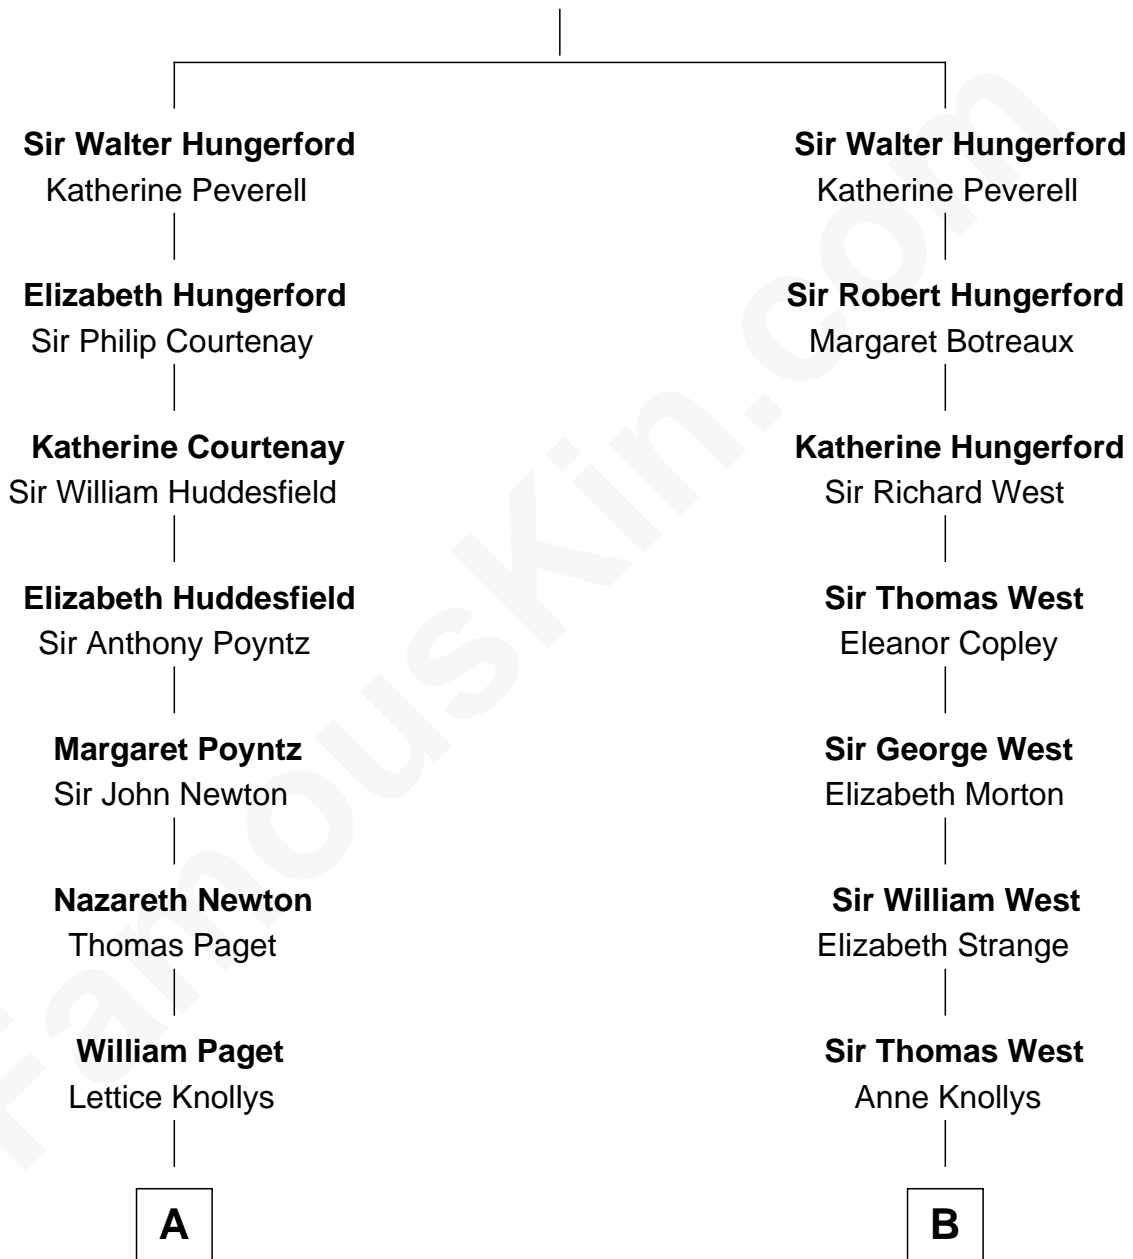 Sir Walter Hungerford
Katherine Peverell
Elizabeth Hungerford
Sir Philip Courtenay
Katherine Courtenay
Sir William Huddesfield
Elizabeth Huddesfield
Sir Anthony Poyntz
Margaret Poyntz
Sir John Newton
Nazareth Newton
Thomas Paget
William Paget
Lettice Knollys
A
Sir Walter Hungerford
Katherine Peverell
Sir Robert Hungerford
Margaret Botreaux
Katherine Hungerford
Sir Richard West
Sir Thomas West
Eleanor Copley
Sir George West
Elizabeth Morton
Sir William West
Elizabeth Strange
Sir Thomas West
Anne Knollys
B
FamousKin.com